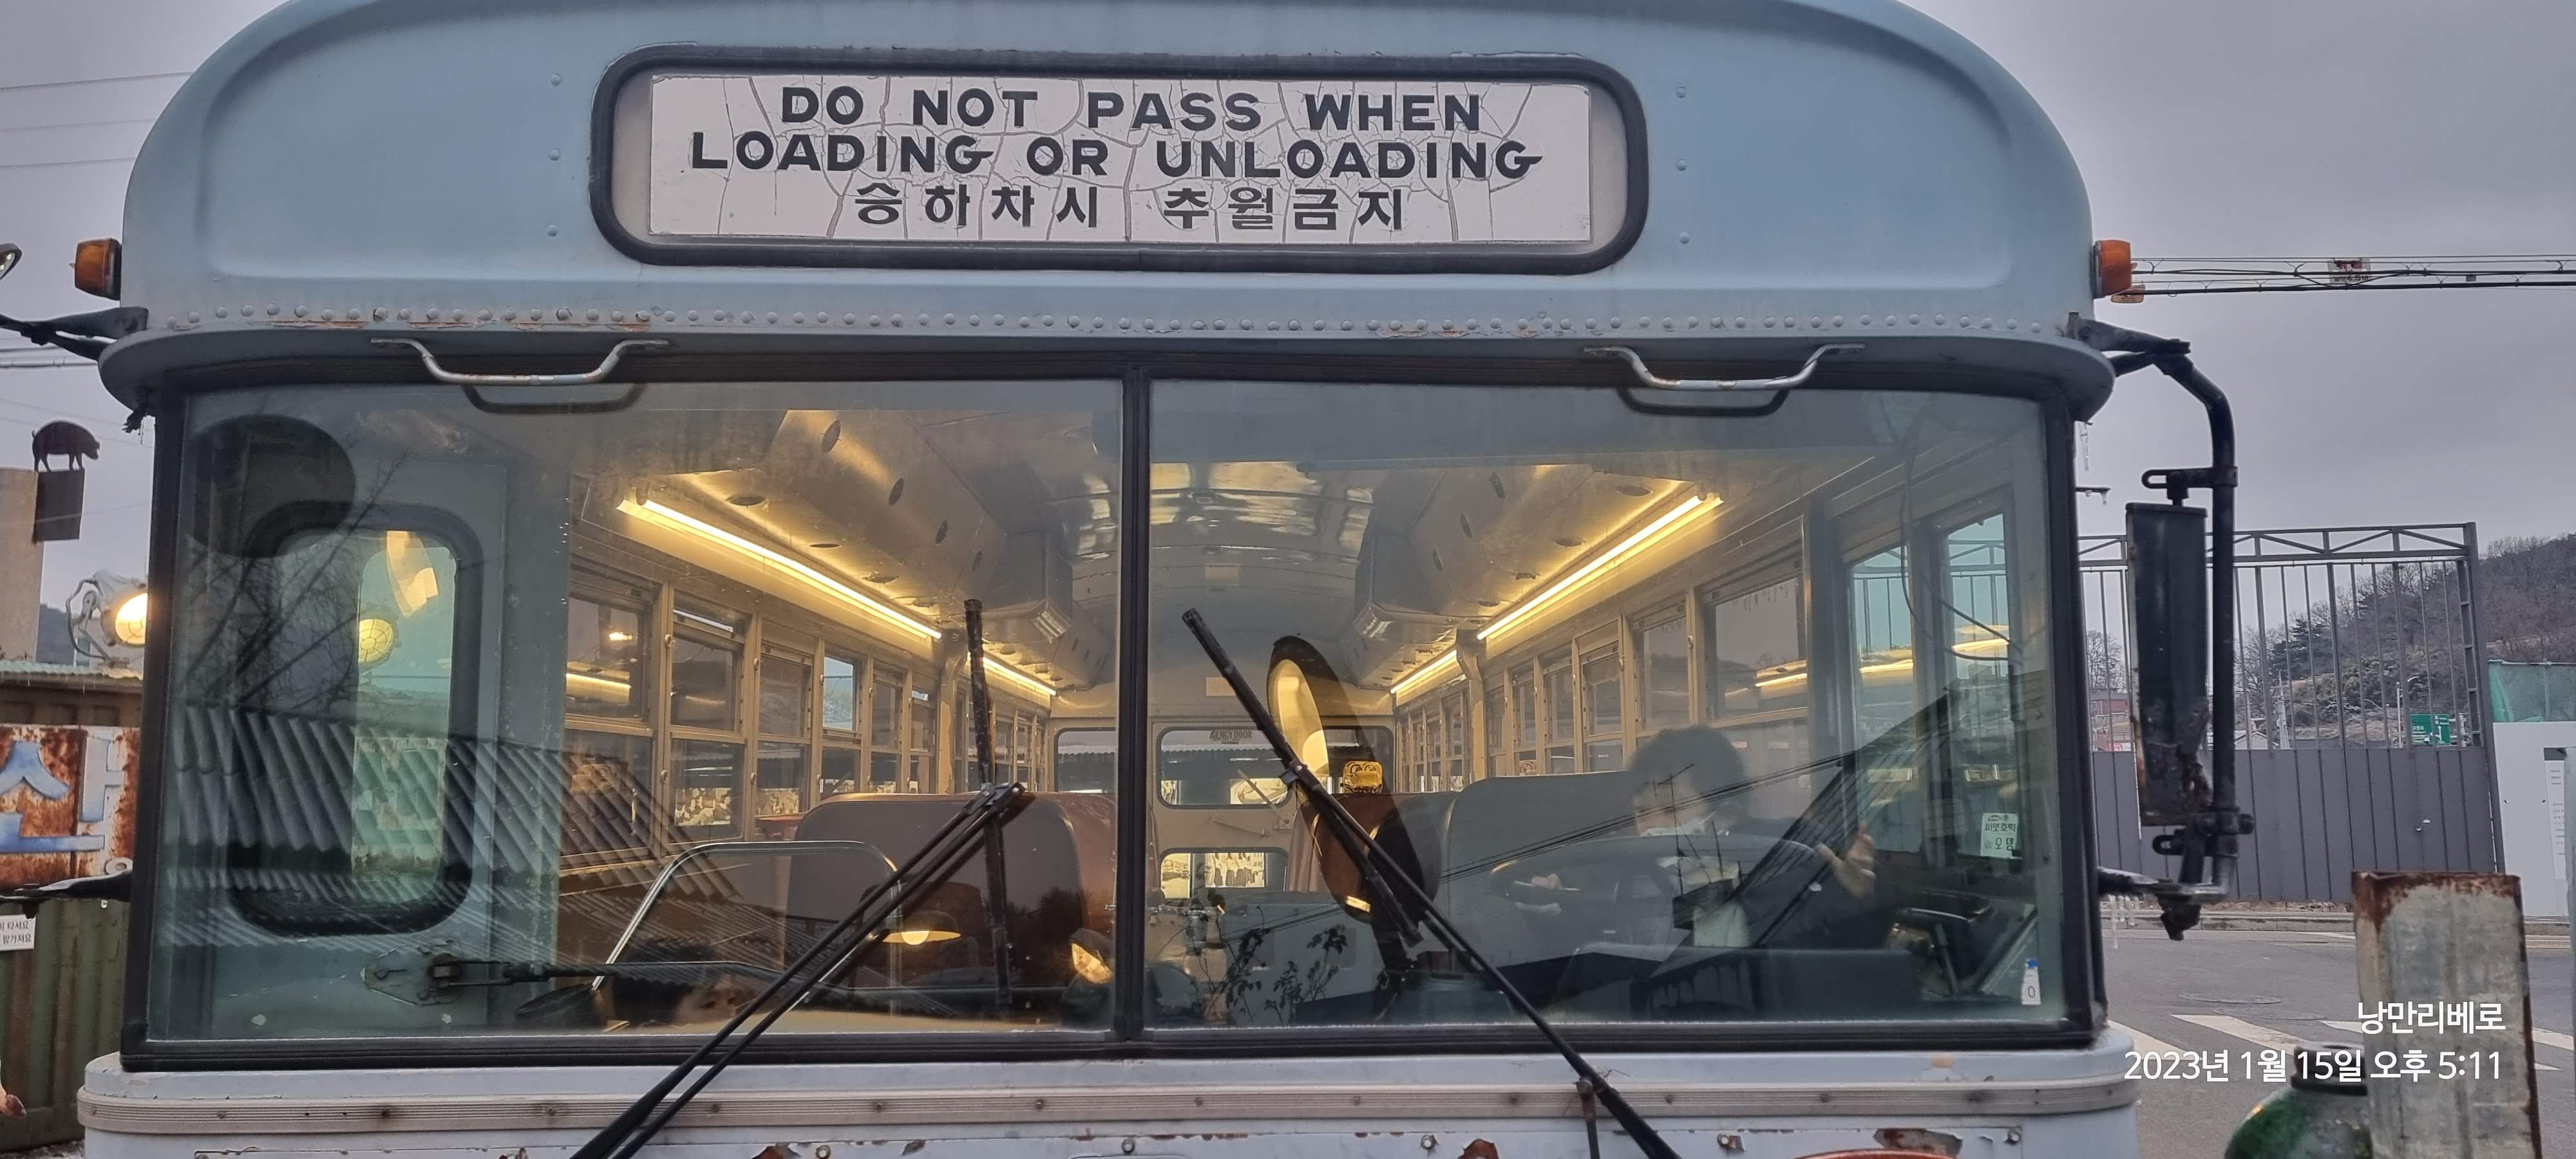 DO NOT PASS WHEN
LOADING OR UNLOADING
승하차시 추월금지
낭만리베로
2023년 1월 15일 오후 5:11